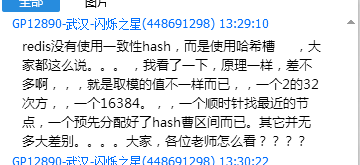 全部
图片
GP12890-武汉-闪烁之星(448691298) 13:29:10
redis没有使用一致性hash，而是使用哈希槽　，大
家都这么说。。。 ，我看了一下，原理一样，差不
多啊，，，就是取模的值不一样而已，，一个2的32
次方，，一个16384。，，一个顺时针找最近的节
点，一个预先分配好了hash曹区间而已。其它并无
多大差别。。。。大家，各位老师怎么看？？？？
GP12890-武汉-闪烁之星(448691298) 13:30:22